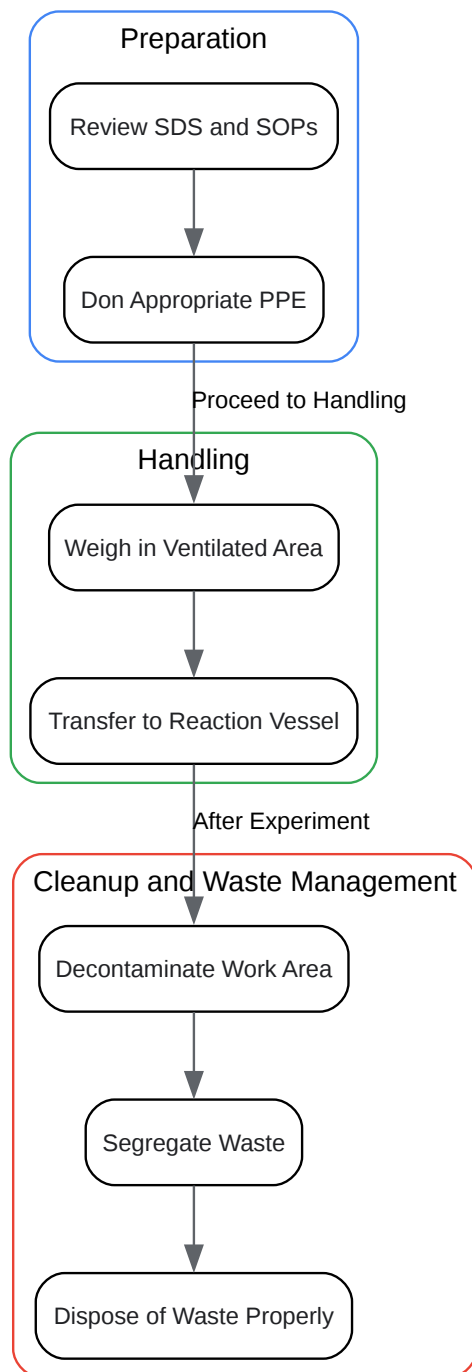 Preparation
Review SDS and SOPs
Don Appropriate PPE
Proceed to Handling
Handling
Weigh in Ventilated Area
Transfer to Reaction Vessel
After Experiment
Cleanup and Waste Management
Decontaminate Work Area
Segregate Waste
Dispose of Waste Properly